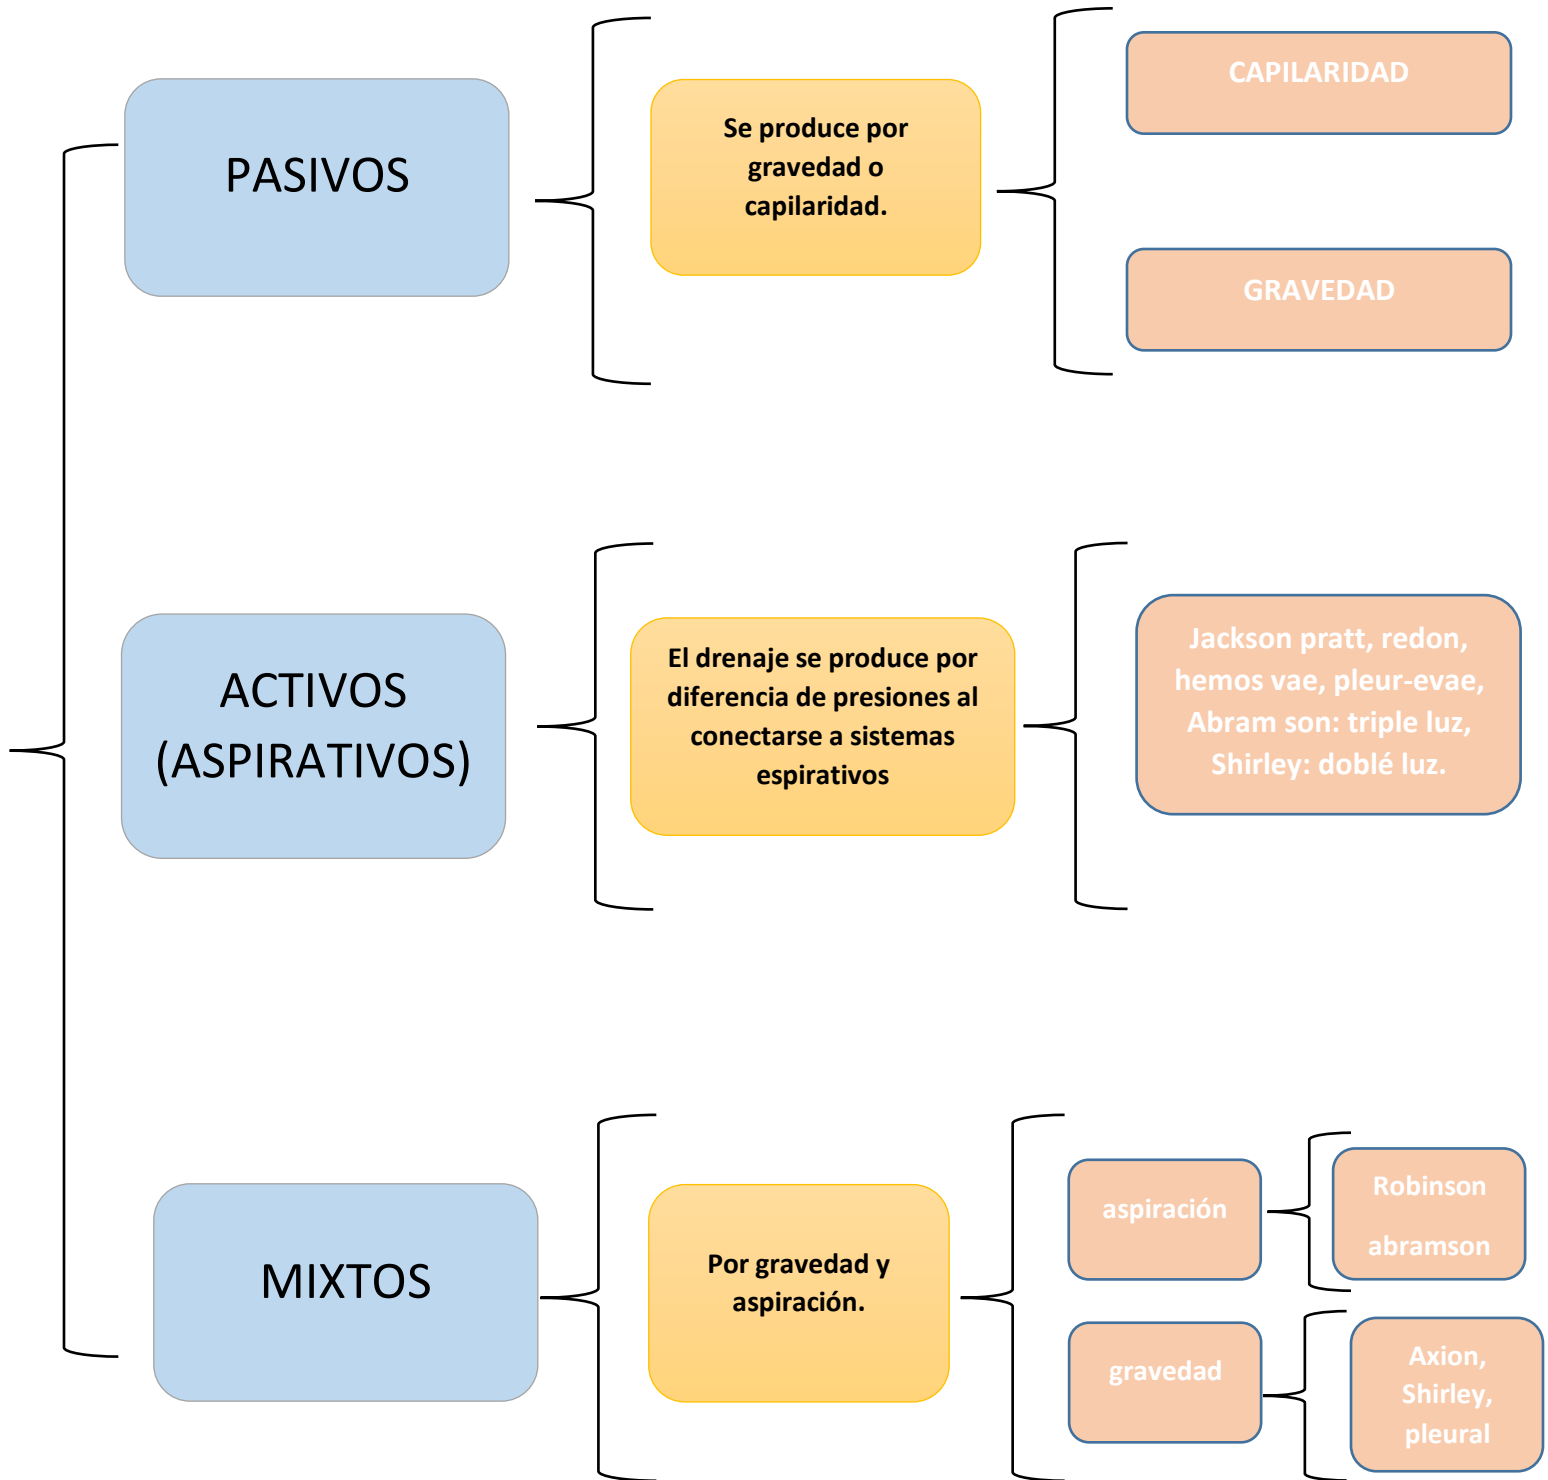 PASIVOS
Se produce por
gravedad o
capilaridad.
CAPILARIDAD
GRAVEDAD
ACTIVOS
(ASPIRATIVOS)
El drenaje se produce por
diferencia de presiones al
conectarse a sistemas
espirativos
Jackson pratt, redon,
hemos vae, pleur-evae,
Abram son: triple luz,
Shirley: doblé luz.
MIXTOS
Por gravedad y
aspiración.
aspiración
Robinson
abramson
gravedad
Axion,
Shirley,
pleural